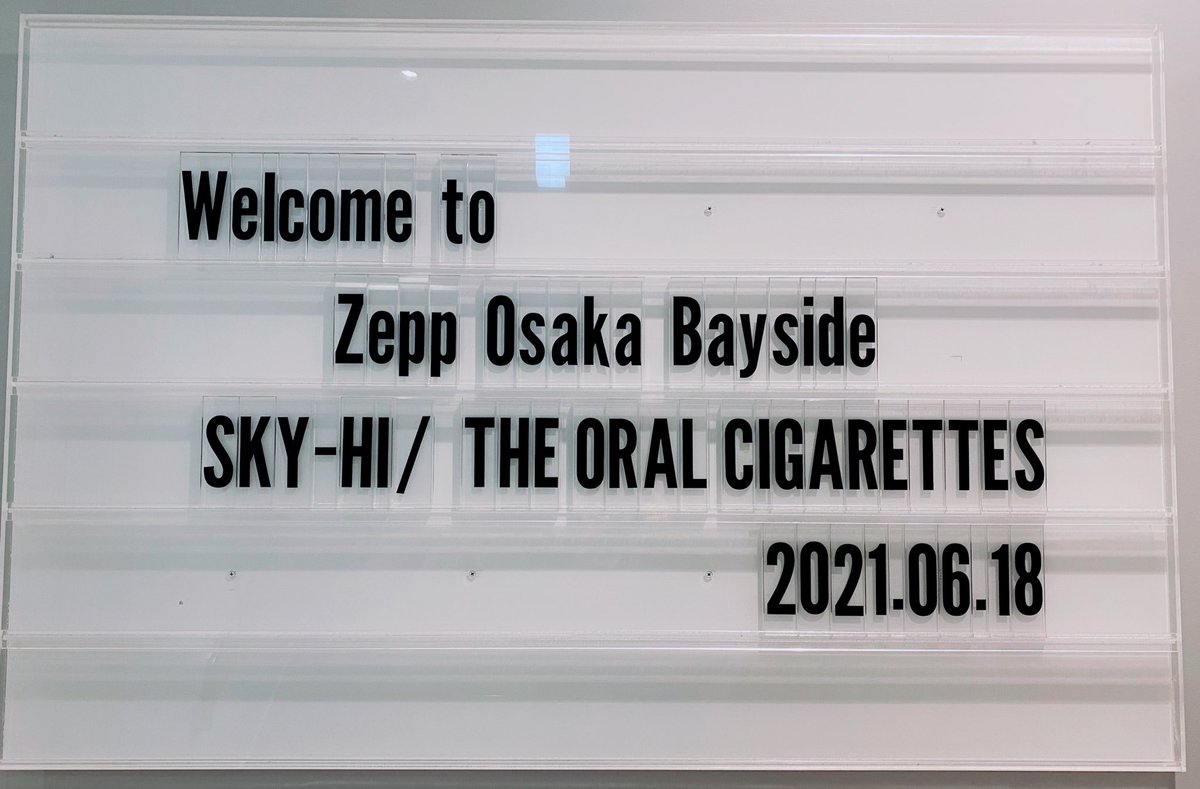 Welcome to
Zepp Osaka Bayside
SKY-HI/ THE ORAL CIGARETTES
2021.06.18